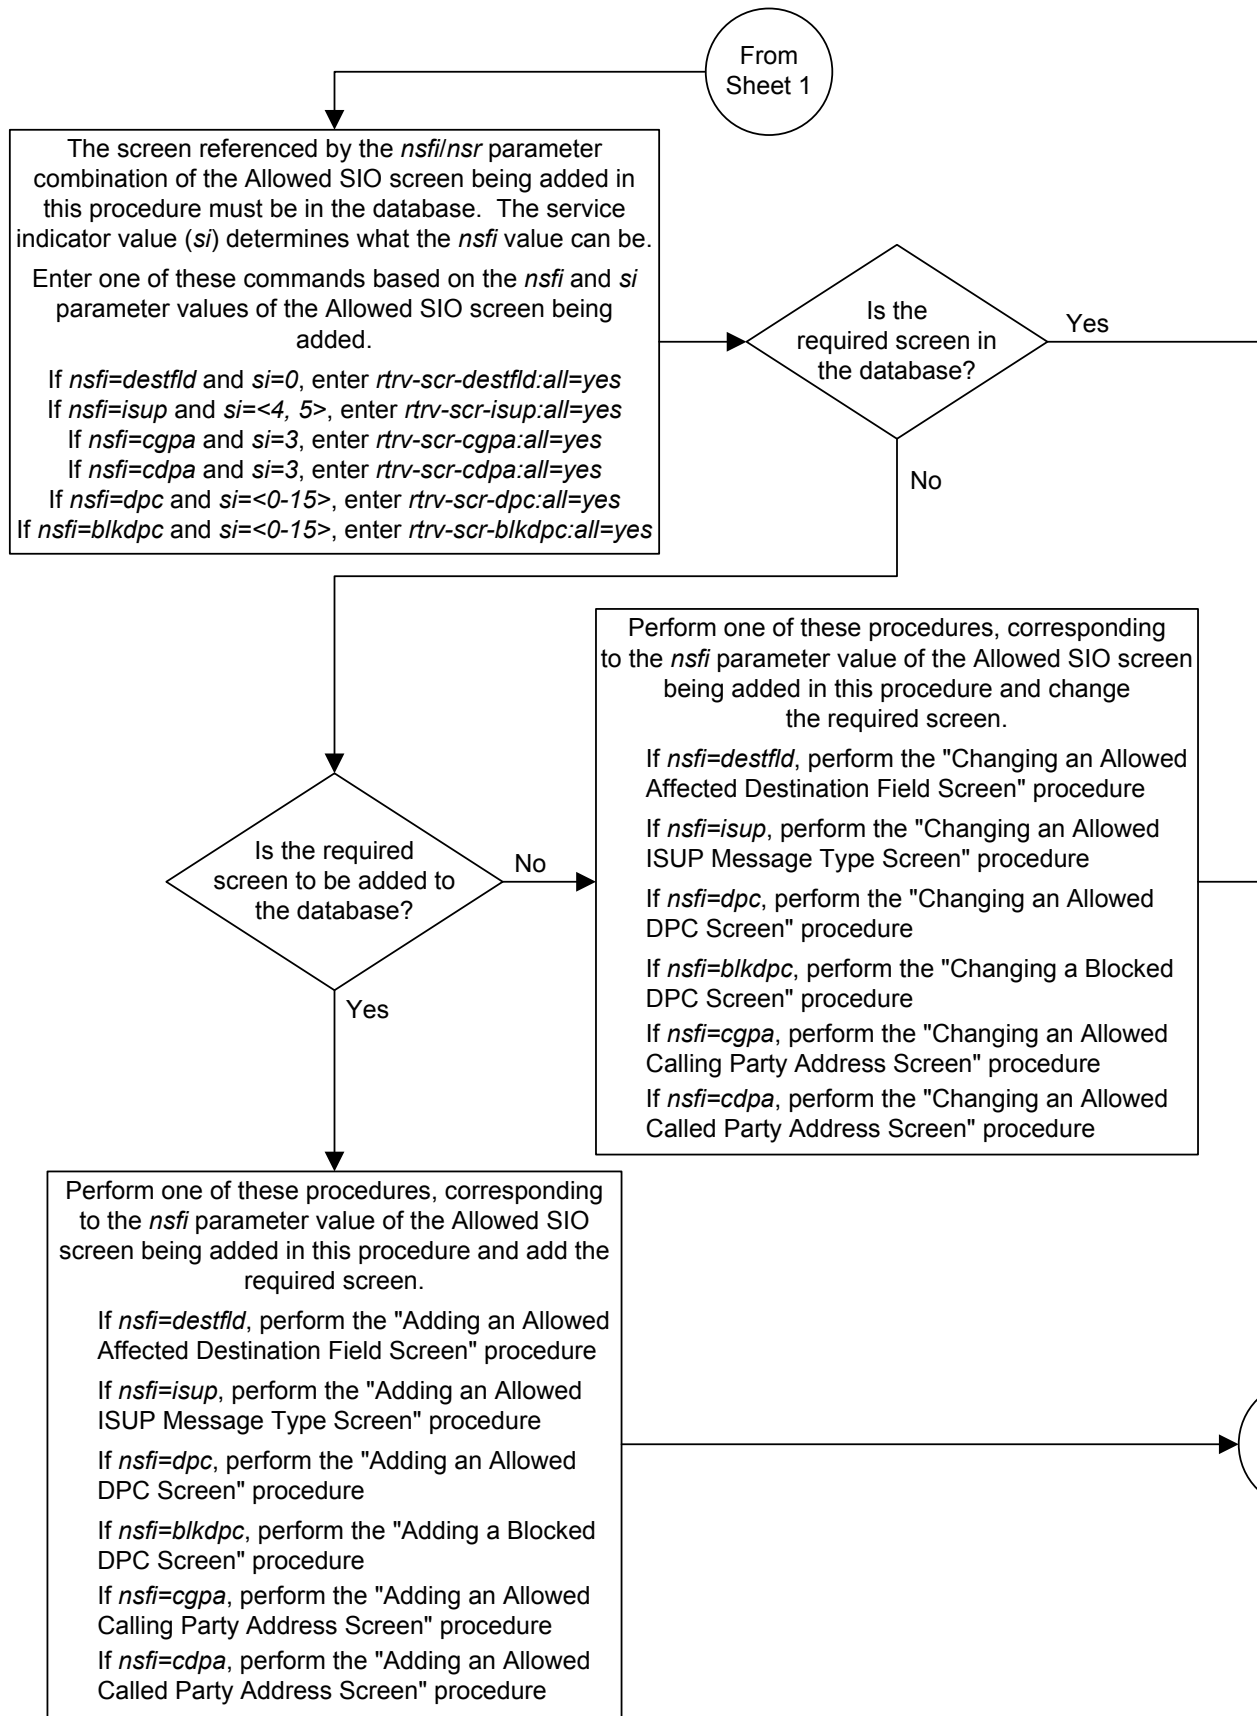 From
Sheet 1
The screen referenced by the nsfi/nsr parameter
combination of the Allowed SIO screen being added in
this procedure must be in the database.  The service
indicator value (si) determines what the nsfi value can be.
Enter one of these commands based on the nsfi and si
parameter values of the Allowed SIO screen being
added.
If nsfi=destfld and si=0, enter rtrv-scr-destfld:all=yes
If nsfi=isup and si=<4, 5>, enter rtrv-scr-isup:all=yes
If nsfi=cgpa and si=3, enter rtrv-scr-cgpa:all=yes
If nsfi=cdpa and si=3, enter rtrv-scr-cdpa:all=yes
If nsfi=dpc and si=<0-15>, enter rtrv-scr-dpc:all=yes
If nsfi=blkdpc and si=<0-15>, enter rtrv-scr-blkdpc:all=yes
Is the
required screen in
the database?
Yes
No
Is the required
screen to be added to
the database?
No
Yes
Perform one of these procedures, corresponding
to the nsfi parameter value of the Allowed SIO screen
being added in this procedure and change
the required screen.
If nsfi=destfld, perform the "Changing an Allowed
Affected Destination Field Screen" procedure
If nsfi=isup, perform the "Changing an Allowed
ISUP Message Type Screen" procedure
If nsfi=dpc, perform the "Changing an Allowed
DPC Screen" procedure
If nsfi=blkdpc, perform the "Changing a Blocked
DPC Screen" procedure
If nsfi=cgpa, perform the "Changing an Allowed
Calling Party Address Screen" procedure
If nsfi=cdpa, perform the "Changing an Allowed
Called Party Address Screen" procedure
Perform one of these procedures, corresponding
to the nsfi parameter value of the Allowed SIO
screen being added in this procedure and add the
required screen.
If nsfi=destfld, perform the "Adding an Allowed
Affected Destination Field Screen" procedure
If nsfi=isup, perform the "Adding an Allowed
ISUP Message Type Screen" procedure
If nsfi=dpc, perform the "Adding an Allowed
DPC Screen" procedure
If nsfi=blkdpc, perform the "Adding a Blocked
DPC Screen" procedure
If nsfi=cgpa, perform the "Adding an Allowed
Calling Party Address Screen" procedure
If nsfi=cdpa, perform the "Adding an Allowed
Called Party Address Screen" procedure